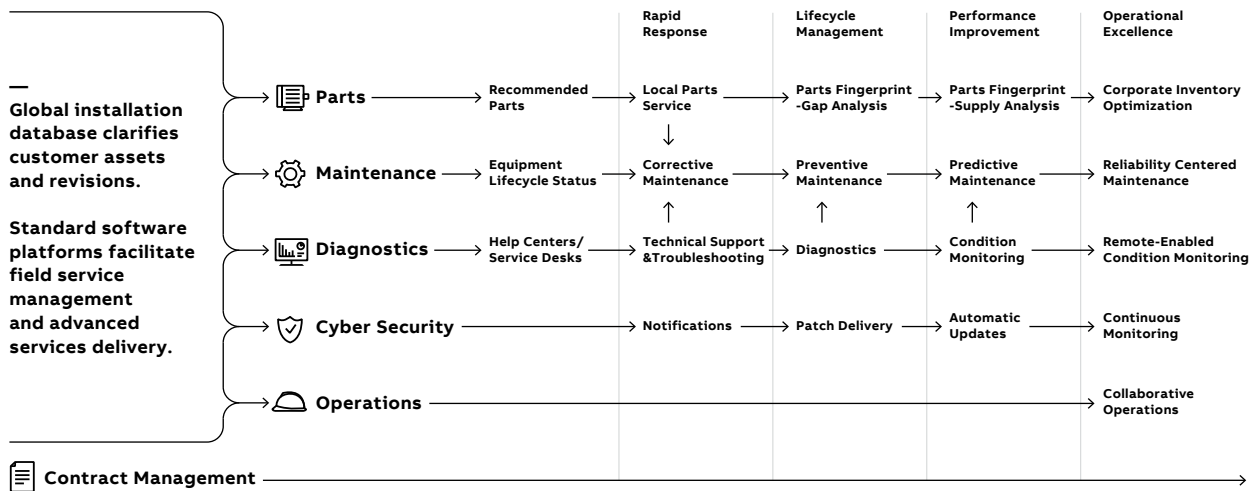 Rapid
Response
Lifecycle
Management
Performance
Improvement
Operational
Excellence
—
Global installation
database clarifies
customer assets
and revisions.
Standard software
platforms facilitate
field service
management
and advanced
services delivery.
Parts
Recommended
Parts
Local Parts
Service
Parts Fingerprint
-Gap Analysis
Parts Fingerprint
-Supply Analysis
Corporate Inventory
Optimization
Maintenance
Equipment
Lifecycle Status
Corrective
Maintenance
Preventive
Maintenance
Predictive
Maintenance
Reliability Centered
Maintenance
Diagnostics
Help Centers/
Service Desks
Technical Support
&Troubleshooting
Diagnostics
Condition
Monitoring
Remote-Enabled
Condition Monitoring
Cyber Security
Notifications
Patch Delivery
Automatic
Updates
Continuous
Monitoring
Operations
Collaborative
Operations
Contract Management